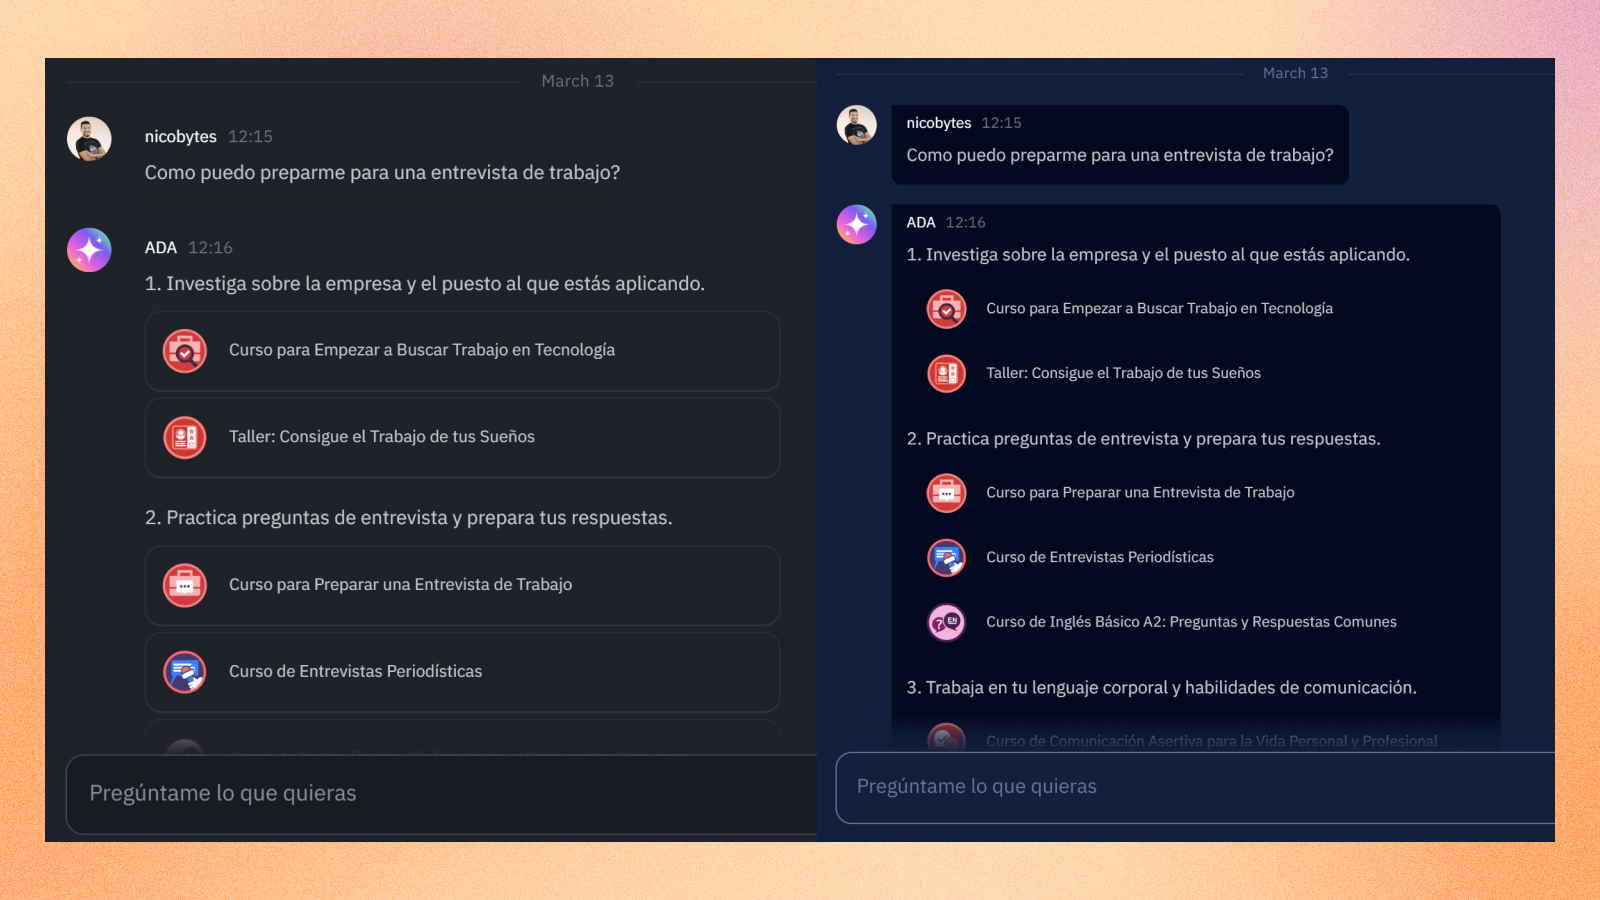 March 13
nicobytes 12:15
Como puedo preparme para una entrevista de trabajo?
ADA 12:16
1. Investiga sobre la empresa y el puesto al que estás aplicando.
Curso para Empezar a Buscar Trabajo en Tecnología
Taller: Consigue el Trabajo de tus Sueños
2. Practica preguntas de entrevista y prepara tus respuestas.
Curso para Preparar una Entrevista de Trabajo
Curso de Entrevistas Periodísticas
Pregúntame lo que quieras
March 13
nicobytes 12:15
Como puedo preparme para una entrevista de trabajo?
ADA 12:16
1. Investiga sobre la empresa y el puesto al que estás aplicando.
Curso para Empezar a Buscar Trabajo en Tecnología
Taller: Consigue el Trabajo de tus Sueños
2. Practica preguntas de entrevista y prepara tus respuestas.
Curso para Preparar una Entrevista de Trabajo
Curso de Entrevistas Periodísticas
EN
Curso de Inglés Básico A2: Preguntas y Respuestas Comunes
3. Trabaja en tu lenguaje corporal y habilidades de comunicación.
Curso de Comunicación Asertiva para la Vida Personal y Profesional
Pregúntame lo que quieras